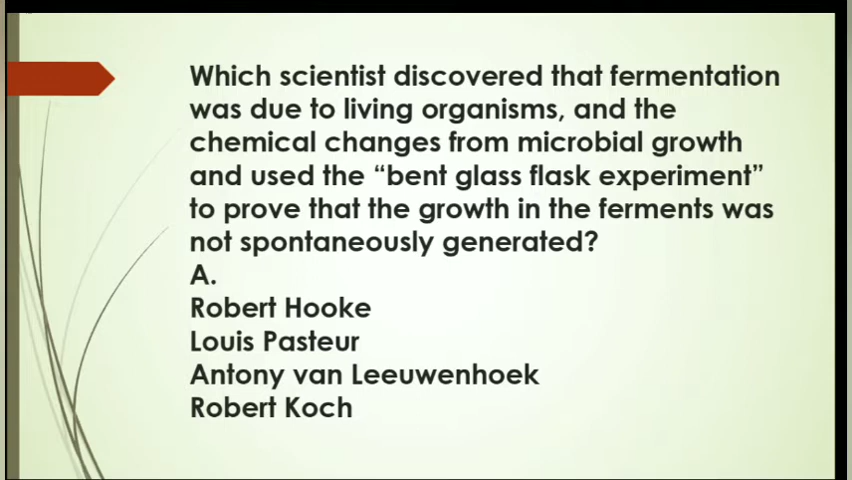 Which scientist discovered that fermentation
was due to living organisms, and the
chemical changes from microbial growth
and used the “bent glass flask experiment”
to prove that the growth in the ferments was
not spontaneously generated?
A.
Robert Hooke
Louis Pasteur
Antony van Leeuwenhoek
Robert Koch